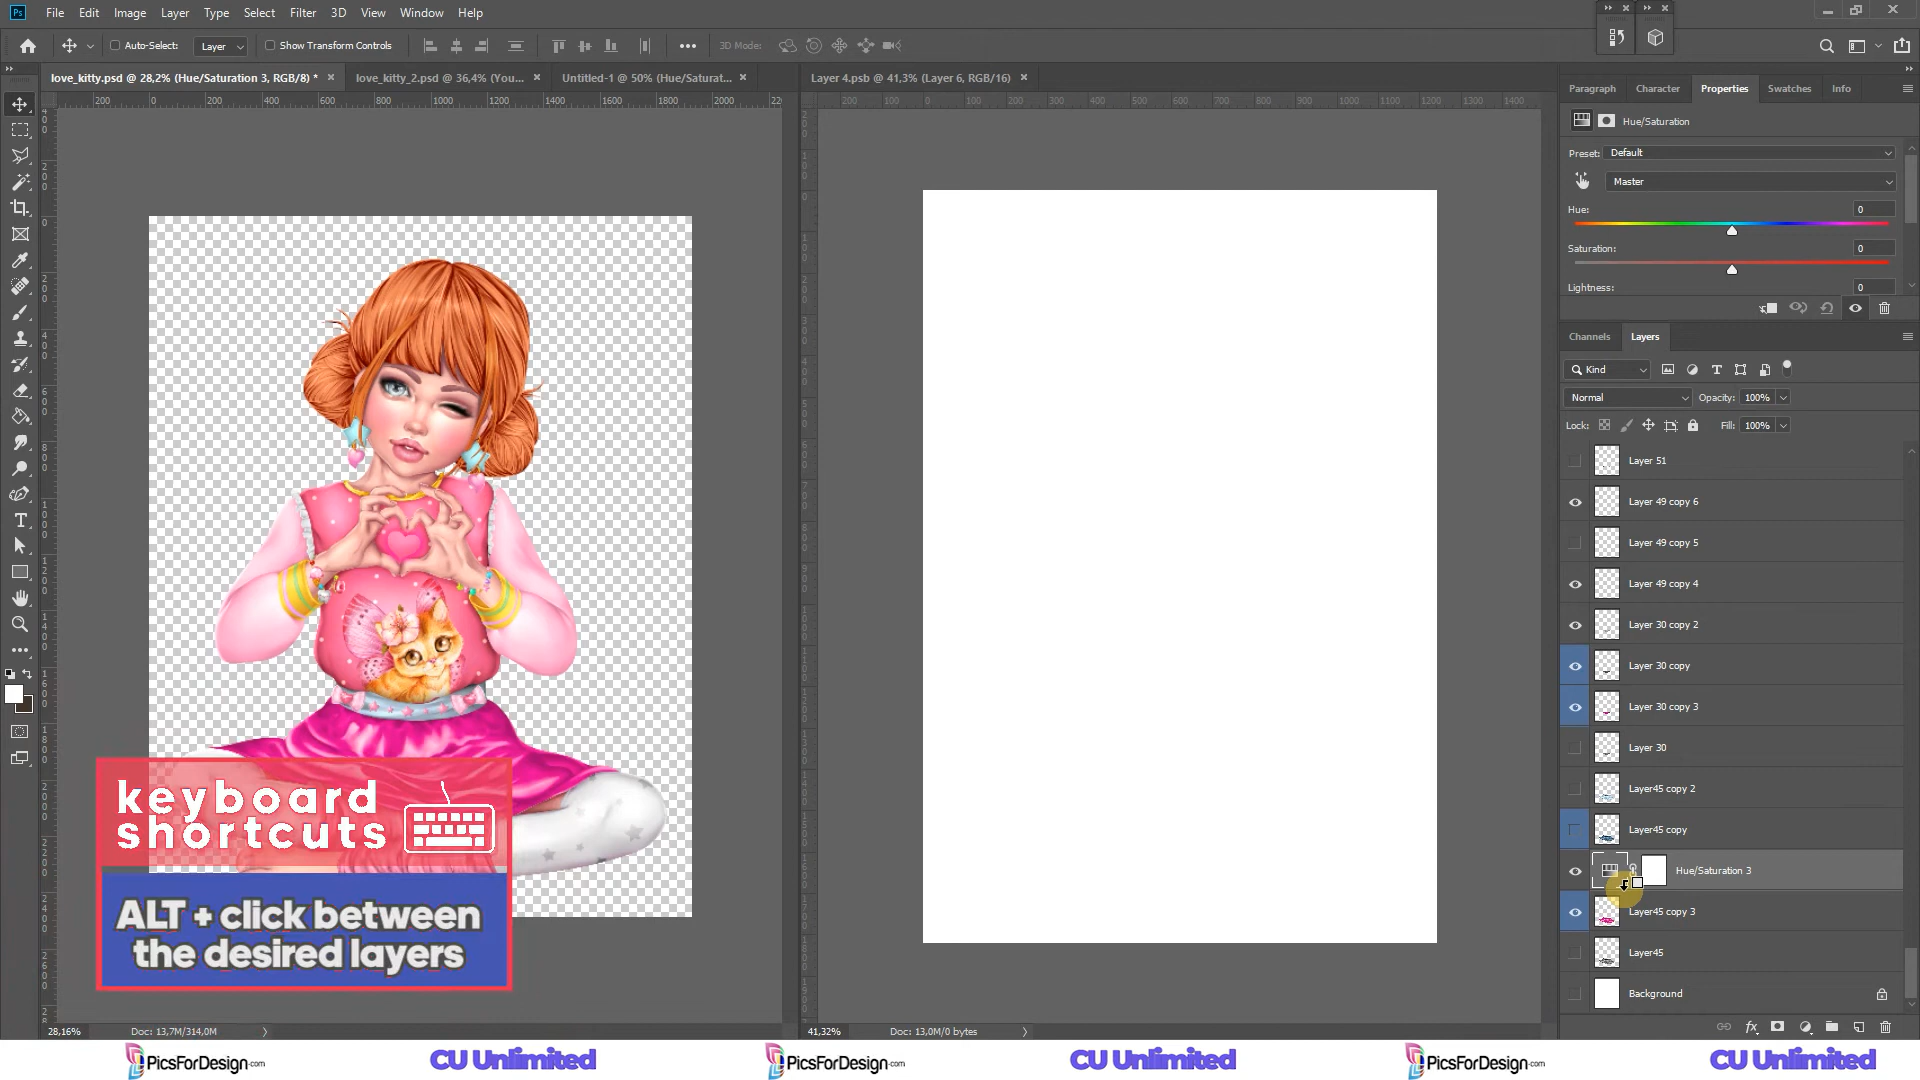 Ps File Edit Image Layer Type Select Filter 3D View Window Help
Auto-Select: Layer Show Transform Controls 3D Mode:
love_kitty.psd @ 28,2% (Hue/Saturation 3, RGB/8) *
love_kitty_2.psd @ 36,4% (You...
Untitled-1 @ 50% (Hue/Saturat...
Layer 4.psb @ 41,3% (Layer 6, RGB/16)
Paragraph Character Properties Swatches Info
Hue/Saturation
Preset: Default
Master
Hue: 0
Saturation: 0
Lightness: 0
Channels Layers
Kind
Normal Opacity: 100%
Lock: Fill: 100%
Layer 51
Layer 49 copy 6
Layer 49 copy 5
Layer 49 copy 4
Layer 30 copy 2
Layer 30 copy
Layer 30 copy 3
Layer 30
Layer45 copy 2
Layer45 copy
Hue/Saturation 3
Layer45 copy 3
Layer45
Background
keyboard
shortcuts
ALT + click between
the desired layers
28,16% Doc: 13,7M/314,0M
41,32% Doc: 13,0M/0 bytes
PicsForDesign.com CU Unlimited PicsForDesign.com CU Unlimited PicsForDesign.com CU Unlimited